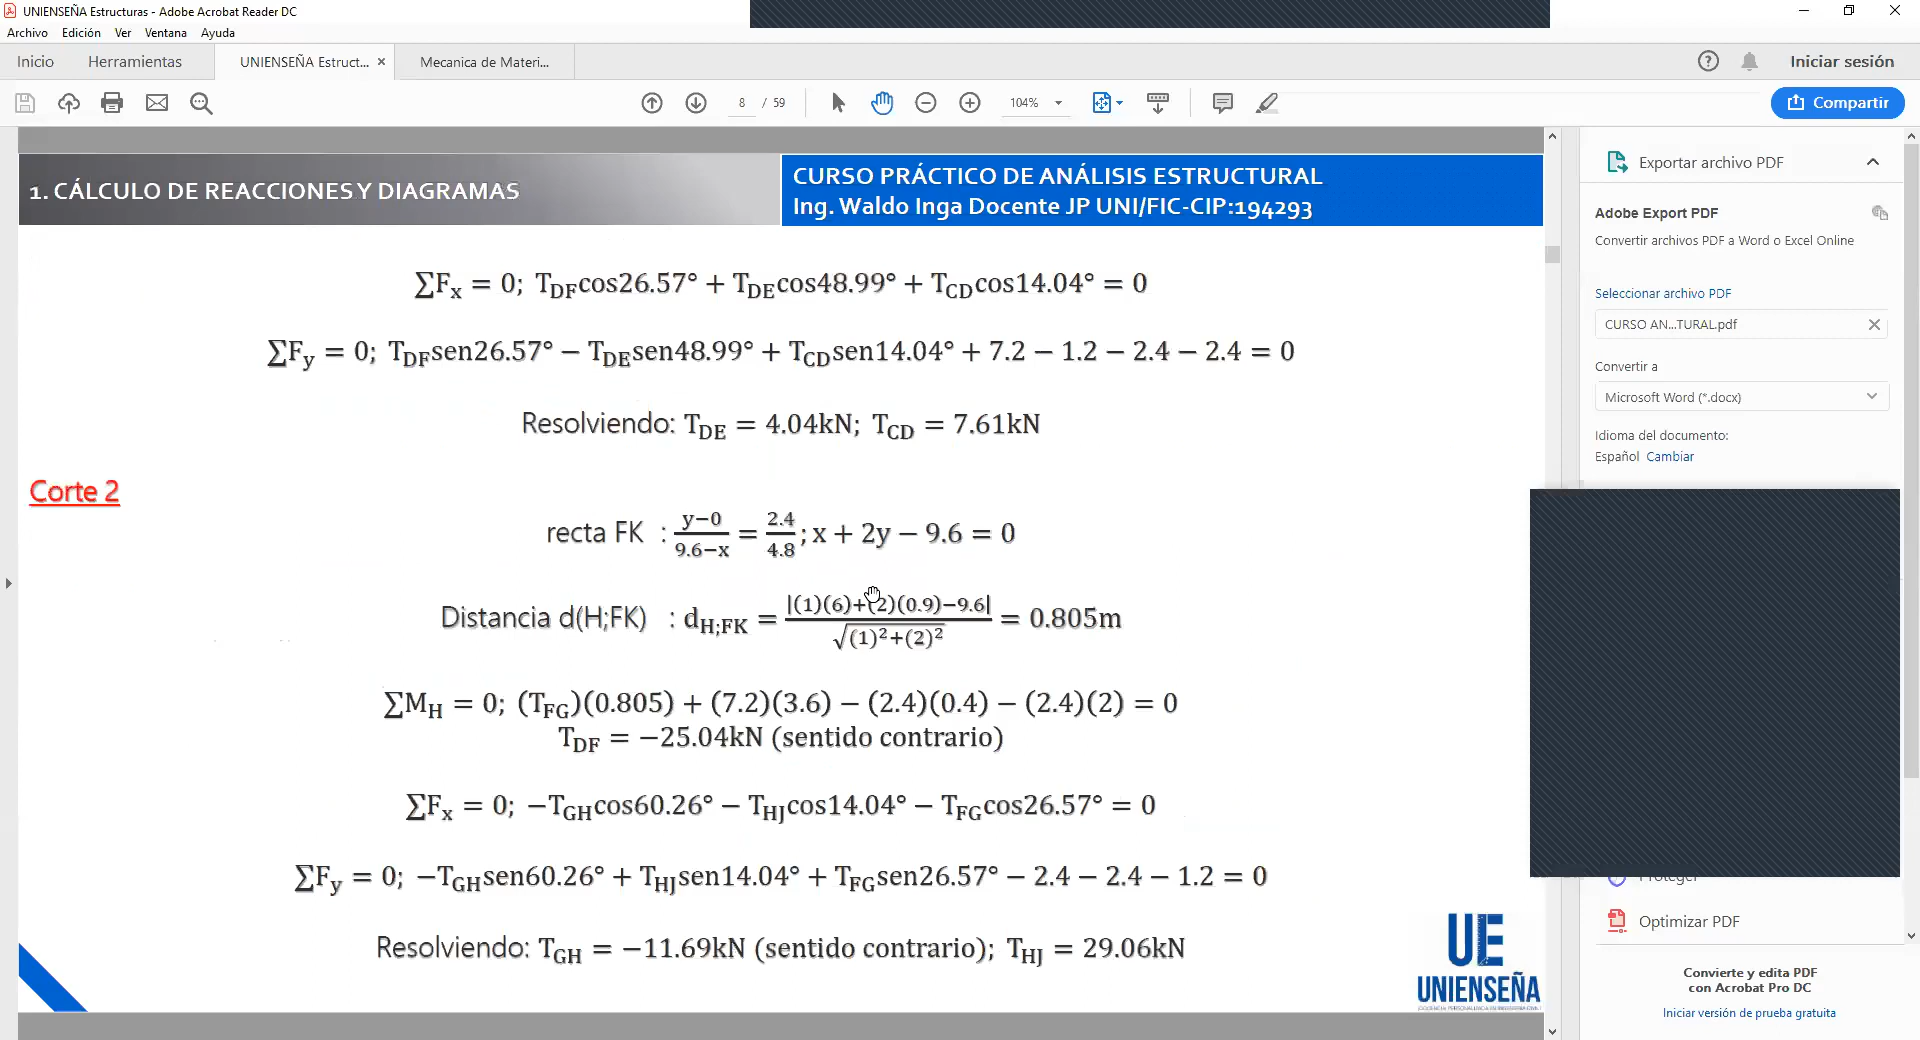 UNIENSEÑA Estructuras - Adobe Acrobat Reader DC
Archivo Edición Ver Ventana Ayuda
Inicio Herramientas UNIENSEÑA Estruct... Mecanica de Materi... Iniciar sesión
8 / 59 104% Compartir
1. CÁLCULO DE REACCIONES Y DIAGRAMAS
CURSO PRÁCTICO DE ANÁLISIS ESTRUCTURAL
Ing. Waldo Inga Docente JP UNI/FIC-CIP:194293
∑Fx = 0; TDFcos26.57° + TDEcos48.99° + TCDcos14.04° = 0
∑Fy = 0; TDFsen26.57° − TDEsen48.99° + TCDsen14.04° + 7.2 − 1.2 − 2.4 − 2.4 = 0
Resolviendo: TDE = 4.04kN; TCD = 7.61kN
Corte 2
recta FK : (y−0)/(9.6−x) = 2.4/4.8 ; x + 2y − 9.6 = 0
Distancia d(H;FK) : dH;FK = |(1)(6)+(2)(0.9)−9.6| / √((1)²+(2)²) = 0.805m
∑MH = 0; (TFG)(0.805) + (7.2)(3.6) − (2.4)(0.4) − (2.4)(2) = 0
TDF = −25.04kN (sentido contrario)
∑Fx = 0; −TGHcos60.26° − THJcos14.04° − TFGcos26.57° = 0
∑Fy = 0; −TGHsen60.26° + THJsen14.04° + TFGsen26.57° − 2.4 − 2.4 − 1.2 = 0
Resolviendo: TGH = −11.69kN (sentido contrario); THJ = 29.06kN
UE
UNIENSEÑA
Exportar archivo PDF
Adobe Export PDF
Convertir archivos PDF a Word o Excel Online
Seleccionar archivo PDF
CURSO AN...TURAL.pdf
Convertir a
Microsoft Word (*.docx)
Idioma del documento:
Español Cambiar
Proteger
Optimizar PDF
Convierte y edita PDF
con Acrobat Pro DC
Iniciar versión de prueba gratuita